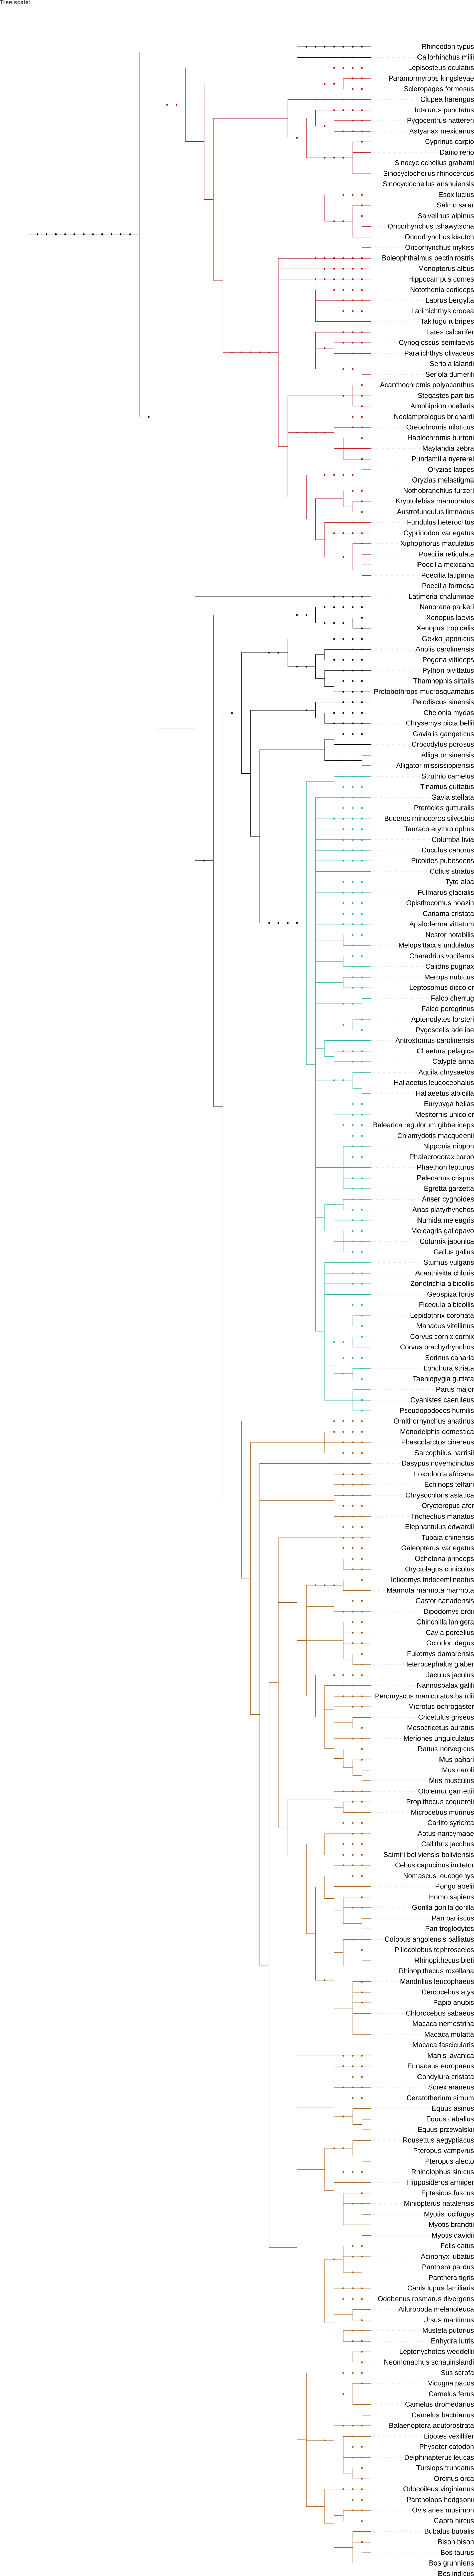 Tree scale:
Rhincodon typus
Callorhinchus milii
Lepisosteus oculatus
Paramormyrops kingsleyae
Scleropages formosus
Clupea harengus
Ictalurus punctatus
Pygocentrus nattereri
Astyanax mexicanus
Cyprinus carpio
Danio rerio
Sinocyclocheilus grahami
Sinocyclocheilus rhinocerous
Sinocyclocheilus anshuiensis
Esox lucius
Salmo salar
Salvelinus alpinus
Oncorhynchus tshawytscha
Oncorhynchus kisutch
Oncorhynchus mykiss
Boleophthalmus pectinirostris
Monopterus albus
Hippocampus comes
Notothenia coriiceps
Labrus bergylta
Larimichthys crocea
Takifugu rubripes
Lates calcarifer
Cynoglossus semilaevis
Paralichthys olivaceus
Seriola lalandi
Seriola dumerili
Acanthochromis polyacanthus
Stegastes partitus
Amphiprion ocellaris
Neolamprologus brichardi
Oreochromis niloticus
Haplochromis burtoni
Maylandia zebra
Pundamilia nyererei
Oryzias latipes
Oryzias melastigma
Nothobranchius furzeri
Kryptolebias marmoratus
Austrofundulus limnaeus
Fundulus heteroclitus
Cyprinodon variegatus
Xiphophorus maculatus
Poecilia reticulata
Poecilia mexicana
Poecilia latipinna
Poecilia formosa
Latimeria chalumnae
Nanorana parkeri
Xenopus laevis
Xenopus tropicalis
Gekko japonicus
Anolis carolinensis
Pogona vitticeps
Thamnophis sirtalis
Python bivittatus
Protobothrops mucrosquamatus
Pelodiscus sinensis
Chelonia mydas
Chrysemys picta bellii
Gavialis gangeticus
Crocodylus porosus
Alligator sinensis
Alligator mississippiensis
Struthio camelus
Tinamus guttatus
Gavia stellata
Pterocles gutturalis
Buceros rhinoceros silvestris
Tauraco erythrolophus
Columba livia
Cuculus canorus
Picoides pubescens
Colius striatus
Tyto alba
Fulmarus glacialis
Opisthocomus hoazin
Cariama cristata
Apaloderma vittatum
Nestor notabilis
Melopsittacus undulatus
Charadrius vociferus
Calidris pugnax
Merops nubicus
Leptosomus discolor
Falco cherrug
Falco peregrinus
Aptenodytes forsteri
Pygoscelis adeliae
Antrostomus carolinensis
Chaetura pelagica
Calypte anna
Aquila chrysaetos
Haliaeetus leucocephalus
Haliaeetus albicilla
Eurypyga helias
Mesitornis unicolor
Balearica regulorum gibbericeps
Chlamydotis macqueenii
Nipponia nippon
Phalacrocorax carbo
Phaethon lepturus
Pelecanus crispus
Egretta garzetta
Anser cygnoides
Anas platyrhynchos
Numida meleagris
Meleagris gallopavo
Coturnix japonica
Gallus gallus
Sturnus vulgaris
Acanthisitta chloris
Zonotrichia albicollis
Geospiza fortis
Ficedula albicollis
Lepidothrix coronata
Manacus vitellinus
Corvus cornix cornix
Corvus brachyrhynchos
Serinus canaria
Lonchura striata
Taeniopygia guttata
Parus major
Cyanistes caeruleus
Pseudopodoces humilis
Ornithorhynchus anatinus
Monodelphis domestica
Phascolarctos cinereus
Sarcophilus harrisii
Dasypus novemcinctus
Loxodonta africana
Echinops telfairi
Chrysochloris asiatica
Orycteropus afer
Trichechus manatus
Elephantulus edwardii
Tupaia chinensis
Galeopterus variegatus
Ochotona princeps
Oryctolagus cuniculus
Ictidomys tridecemlineatus
Marmota marmota marmota
Castor canadensis
Dipodomys ordii
Chinchilla lanigera
Cavia porcellus
Octodon degus
Fukomys damarensis
Heterocephalus glaber
Jaculus jaculus
Nannospalax galili
Peromyscus maniculatus bairdii
Microtus ochrogaster
Cricetulus griseus
Mesocricetus auratus
Meriones unguiculatus
Rattus norvegicus
Mus pahari
Mus caroli
Mus musculus
Otolemur garnettii
Propithecus coquereli
Microcebus murinus
Carlito syrichta
Aotus nancymaae
Callithrix jacchus
Saimiri boliviensis boliviensis
Cebus capucinus imitator
Nomascus leucogenys
Pongo abelii
Homo sapiens
Gorilla gorilla gorilla
Pan paniscus
Pan troglodytes
Colobus angolensis palliatus
Piliocolobus tephrosceles
Rhinopithecus bieti
Rhinopithecus roxellana
Mandrillus leucophaeus
Cercocebus atys
Papio anubis
Chlorocebus sabaeus
Macaca nemestrina
Macaca mulatta
Macaca fascicularis
Manis javanica
Erinaceus europaeus
Condylura cristata
Sorex araneus
Ceratotherium simum
Equus asinus
Equus caballus
Equus przewalskii
Rousettus aegyptiacus
Pteropus vampyrus
Pteropus alecto
Rhinolophus sinicus
Hipposideros armiger
Eptesicus fuscus
Miniopterus natalensis
Myotis lucifugus
Myotis brandtii
Myotis davidii
Felis catus
Acinonyx jubatus
Panthera pardus
Panthera tigris
Canis lupus familiaris
Odobenus rosmarus divergens
Ailuropoda melanoleuca
Ursus maritimus
Mustela putorius
Enhydra lutris
Leptonychotes weddellii
Neomonachus schauinslandi
Sus scrofa
Vicugna pacos
Camelus ferus
Camelus dromedarius
Camelus bactrianus
Balaenoptera acutorostrata
Lipotes vexillifer
Physeter catodon
Delphinapterus leucas
Tursiops truncatus
Orcinus orca
Odocoileus virginianus
Pantholops hodgsonii
Ovis aries musimon
Capra hircus
Bubalus bubalis
Bison bison
Bos taurus
Bos grunniens
Bos indicus